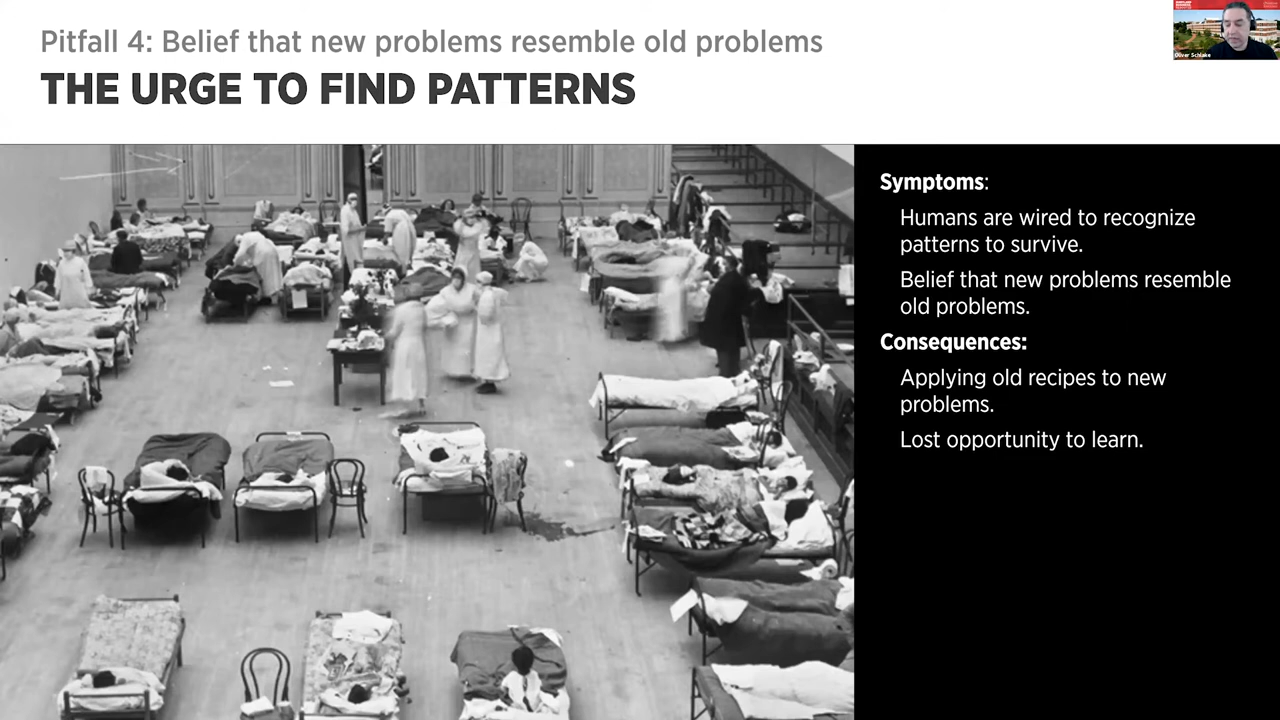 Pitfall 4: Belief that new problems resemble old problems
THE URGE TO FIND PATTERNS
Oliver Schlake
Symptoms:
Humans are wired to recognize
patterns to survive.
Belief that new problems resemble
old problems.
Consequences:
Applying old recipes to new
problems.
Lost opportunity to learn.